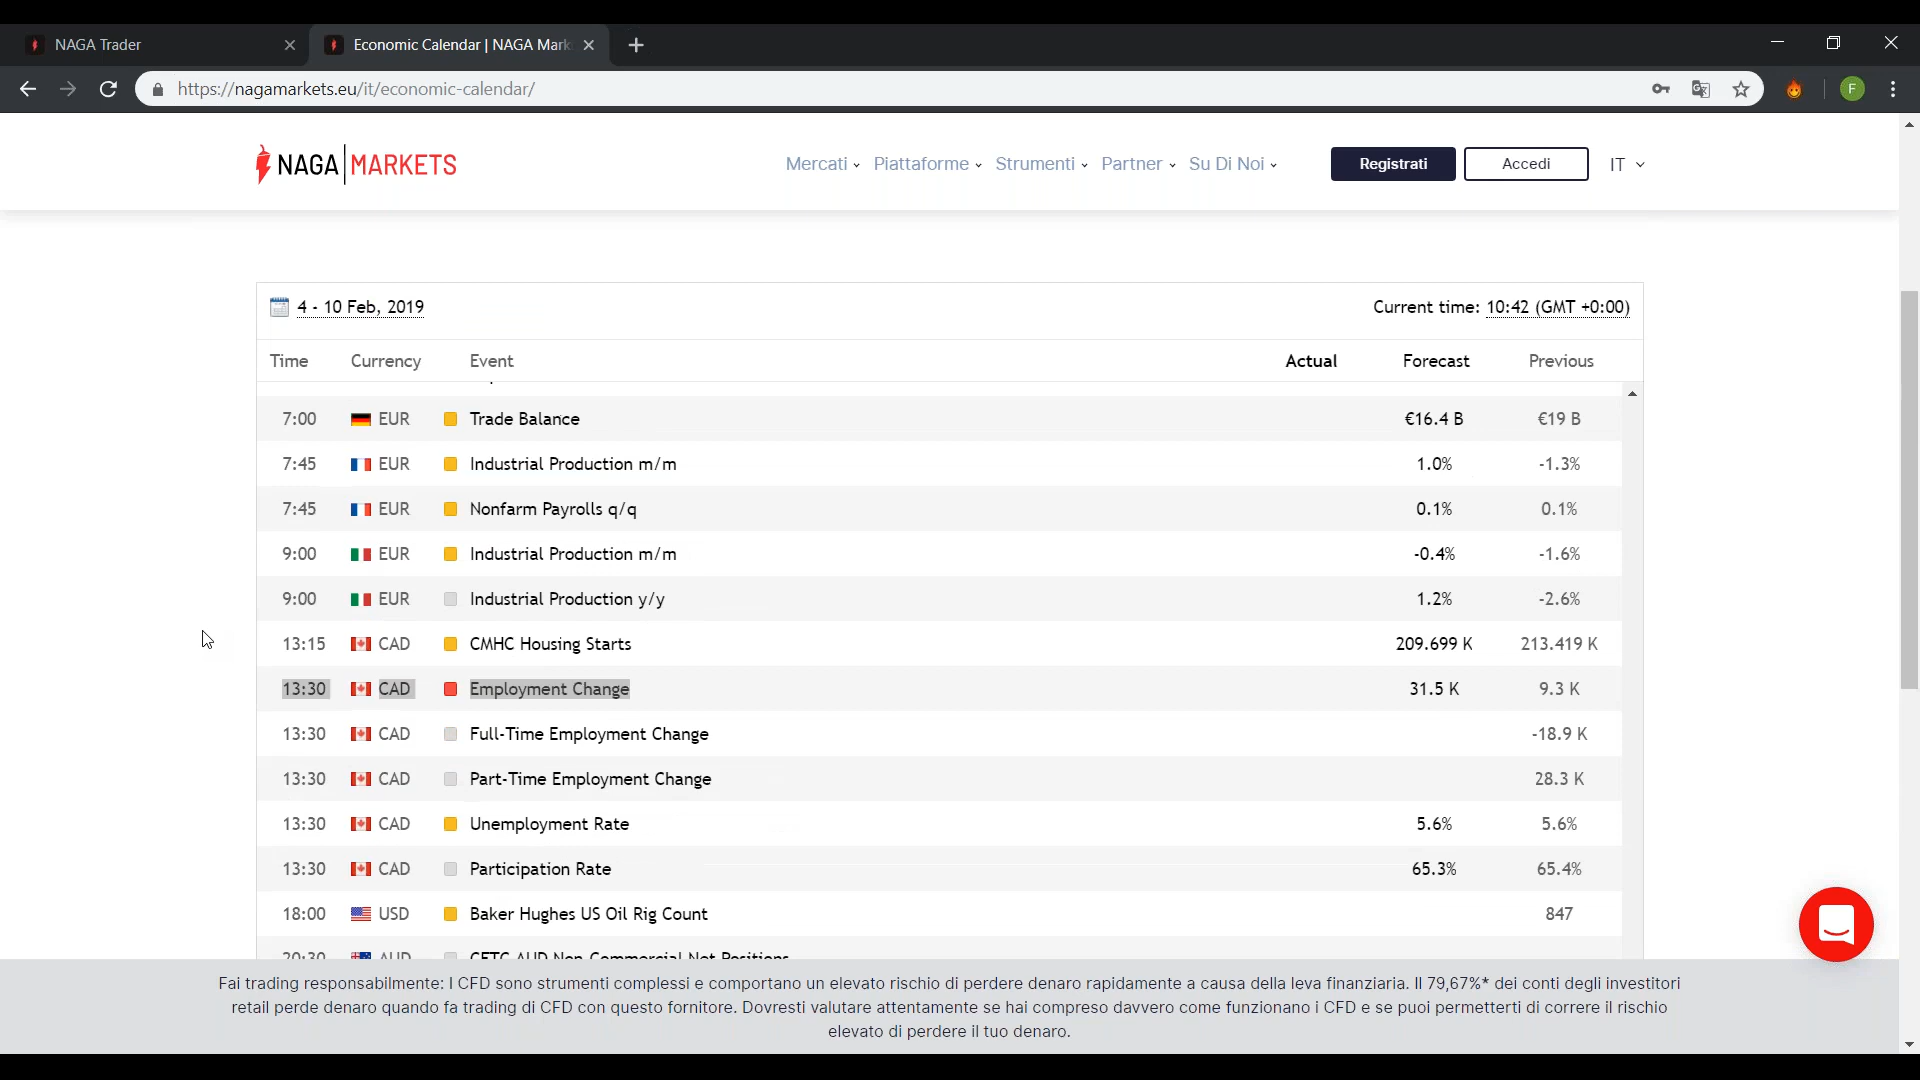 NAGA Trader
Economic Calendar | NAGA Mark
https://nagamarkets.eu/it/economic-calendar/
F
NAGA MARKETS
Mercati Piattaforme Strumenti Partner Su Di Noi Registrati Accedi IT
4 - 10 Feb, 2019 Current time: 10:42 (GMT +0:00)
Time Currency Event Actual Forecast Previous
7:00 EUR Trade Balance €16.4 B €19 B
7:45 EUR Industrial Production m/m 1.0% -1.3%
7:45 EUR Nonfarm Payrolls q/q 0.1% 0.1%
9:00 EUR Industrial Production m/m -0.4% -1.6%
9:00 EUR Industrial Production y/y 1.2% -2.6%
13:15 CAD CMHC Housing Starts 209.699 K 213.419 K
13:30 CAD Employment Change 31.5 K 9.3 K
13:30 CAD Full-Time Employment Change -18.9 K
13:30 CAD Part-Time Employment Change 28.3 K
13:30 CAD Unemployment Rate 5.6% 5.6%
13:30 CAD Participation Rate 65.3% 65.4%
18:00 USD Baker Hughes US Oil Rig Count 847
20:30 AUD CFTC AUD Non-Commercial Net Positions
Fai trading responsabilmente: I CFD sono strumenti complessi e comportano un elevato rischio di perdere denaro rapidamente a causa della leva finanziaria. Il 79,67%* dei conti degli investitori
retail perde denaro quando fa trading di CFD con questo fornitore. Dovresti valutare attentamente se hai compreso davvero come funzionano i CFD e se puoi permetterti di correre il rischio
elevato di perdere il tuo denaro.